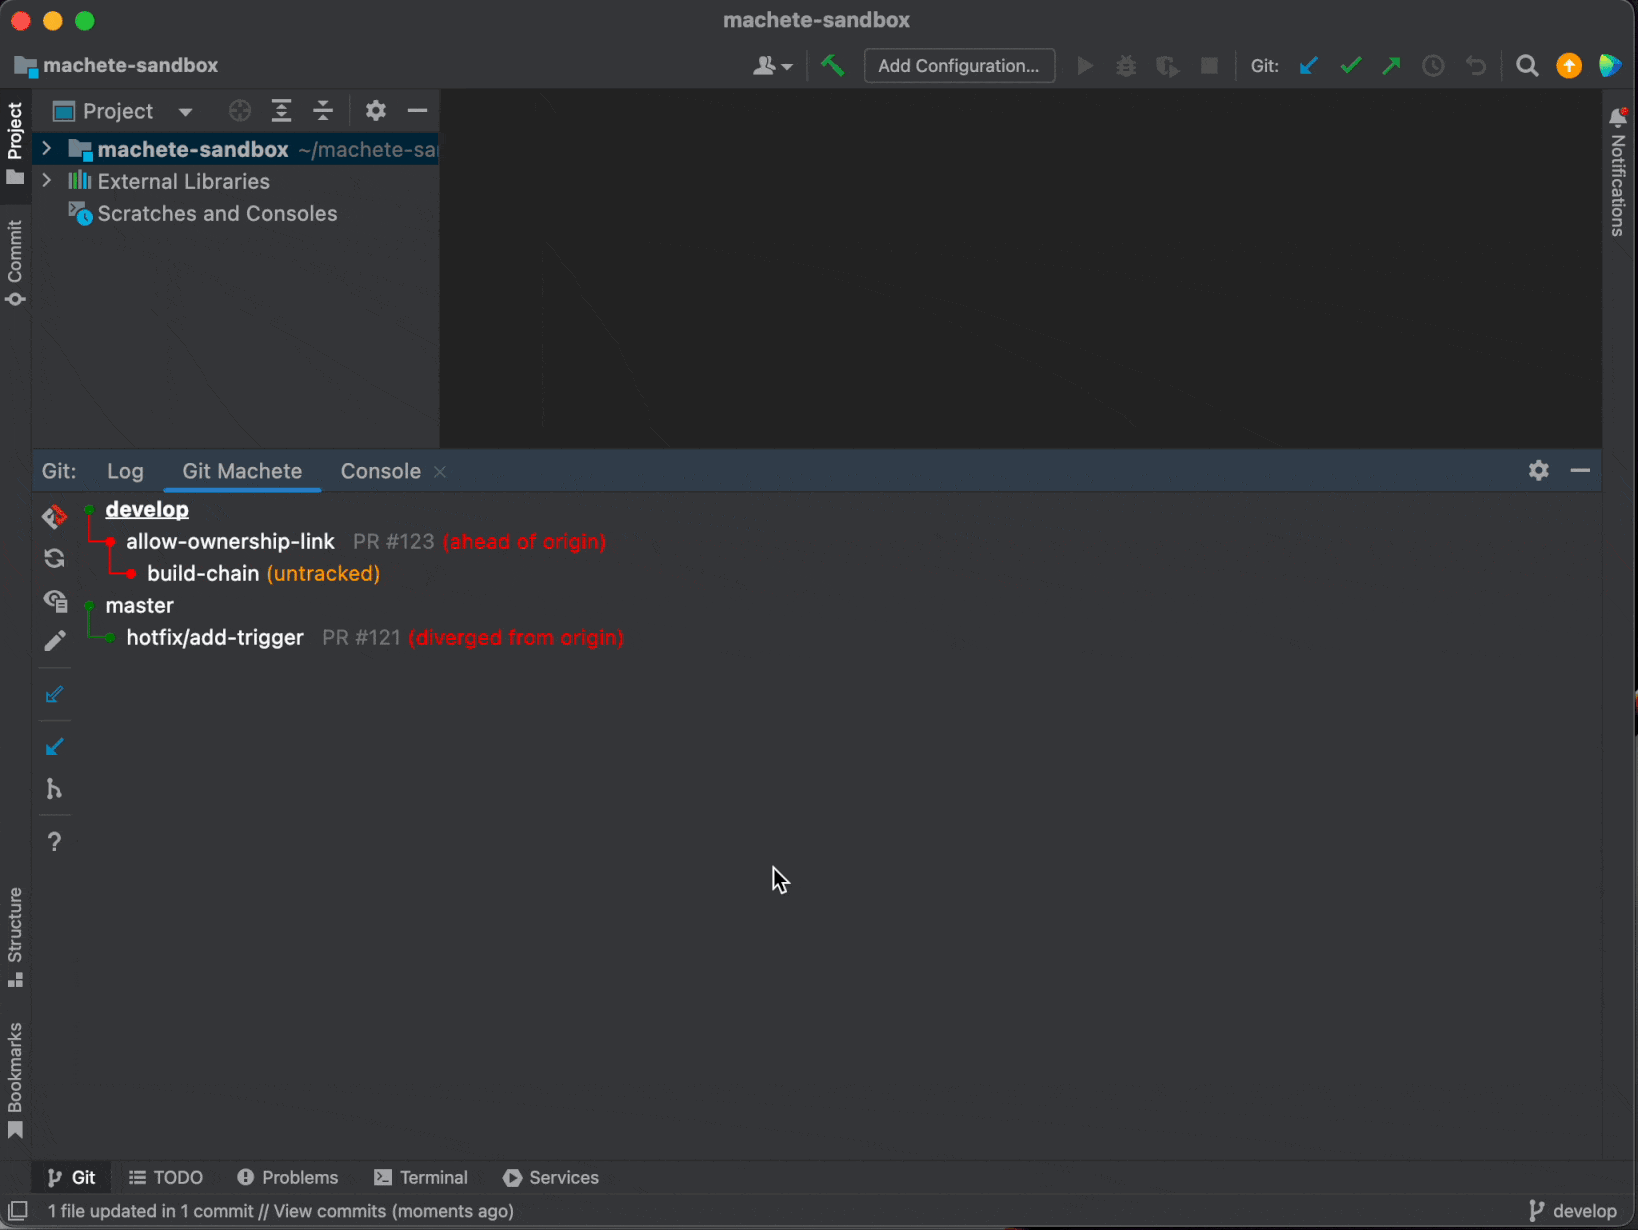 machete-sandbox
machete-sandbox
Add Configuration...
Git:
Project
Project
machete-sandbox ~/machete-sa
External Libraries
Scratches and Consoles
Commit
Notifications
Git: Log Git Machete Console
develop
allow-ownership-link PR #123 (ahead of origin)
build-chain (untracked)
master
hotfix/add-trigger PR #121 (diverged from origin)
?
Structure
Bookmarks
Git TODO Problems Terminal Services
1 file updated in 1 commit // View commits (moments ago)
develop